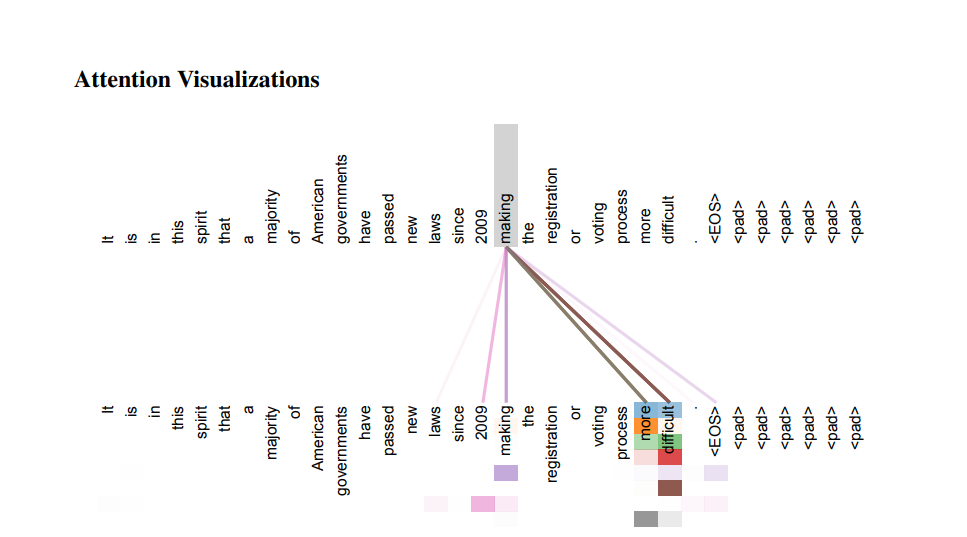 Attention Visualizations
It is in this spirit that a majority of American governments have passed new laws since 2009 making the registration or voting process more difficult . <EOS> <pad> <pad> <pad> <pad> <pad> <pad>
It is in this spirit that a majority of American governments have passed new laws since 2009 making the registration or voting process more difficult . <EOS> <pad> <pad> <pad> <pad> <pad> <pad>